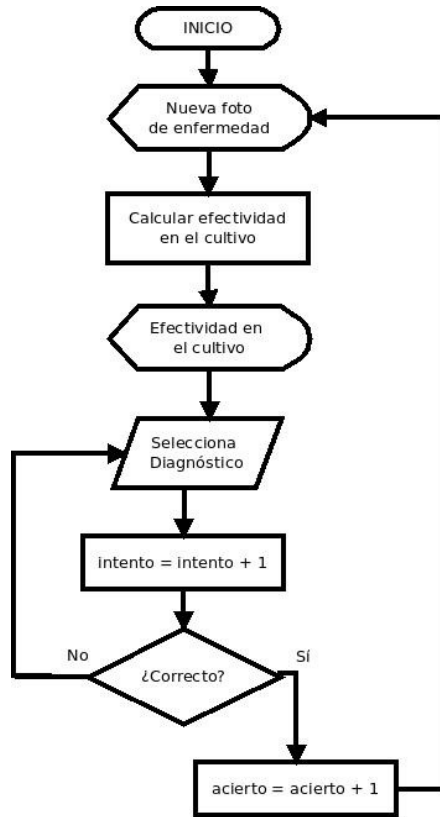 INICIO
Nueva foto
de enfermedad
Calcular efectividad
en el cultivo
Efectividad en
el cultivo
Selecciona
Diagnóstico
intento = intento + 1
No
¿Correcto?
Sí
acierto = acierto + 1